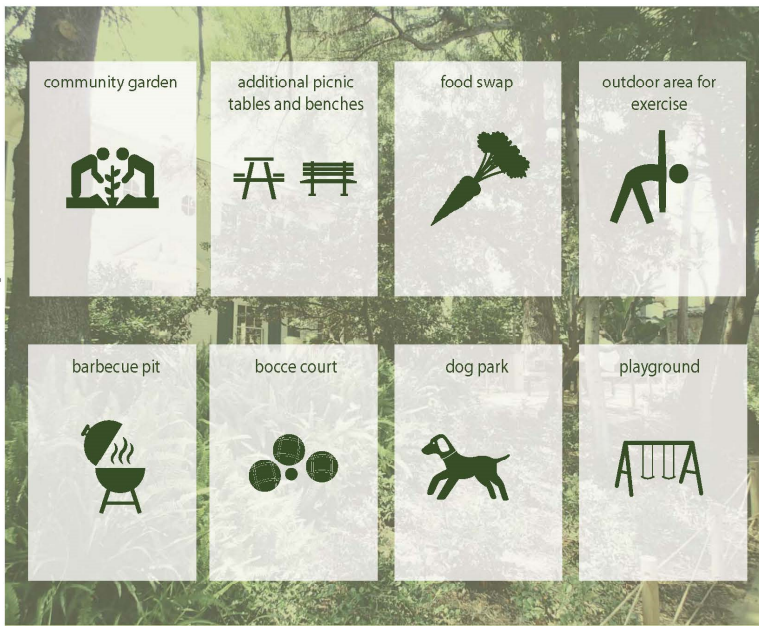 community garden
additional picnic
tables and benches
food swap
outdoor area for
exercise
barbecue pit
bocce court
dog park
playground